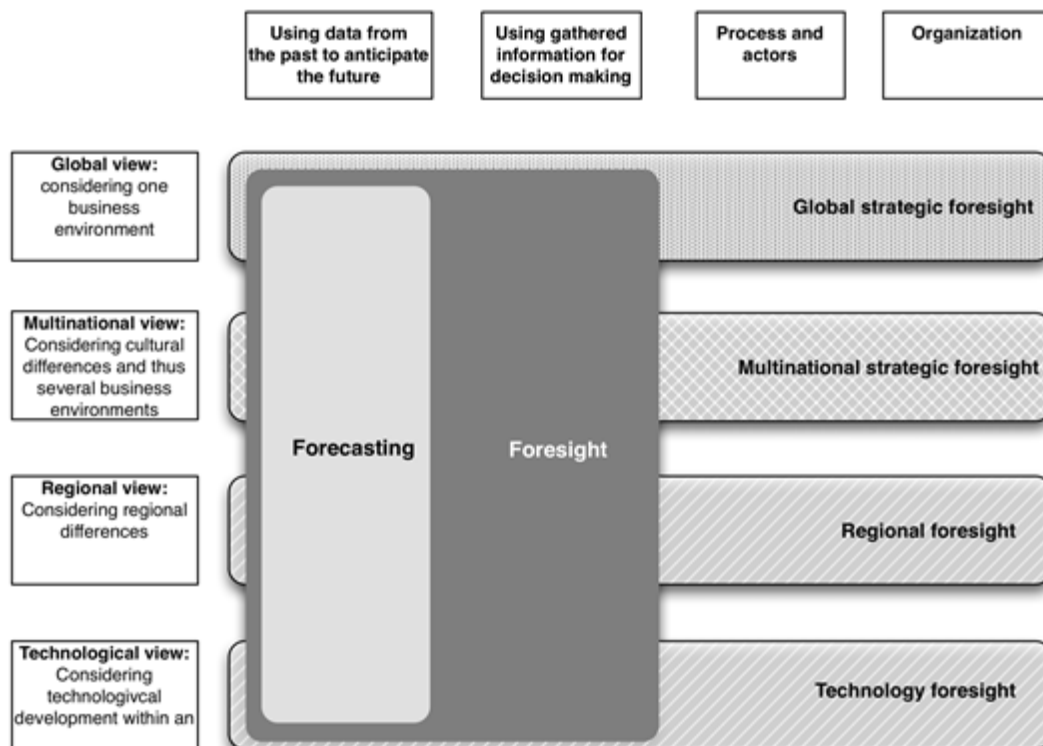 Using data from
the past to anticipate
the future
Using gathered
information for
decision making
Process and
actors
Organization
Global view:
considering one
business
environment
Global strategic foresight
Multinational view:
Considering cultural
differences and thus
several business
environments
Multinational strategic foresight
Forecasting
Foresight
Regional view:
Considering regional
differences
Regional foresight
Technological view:
Considering
technologivcal
development within an
Technology foresight